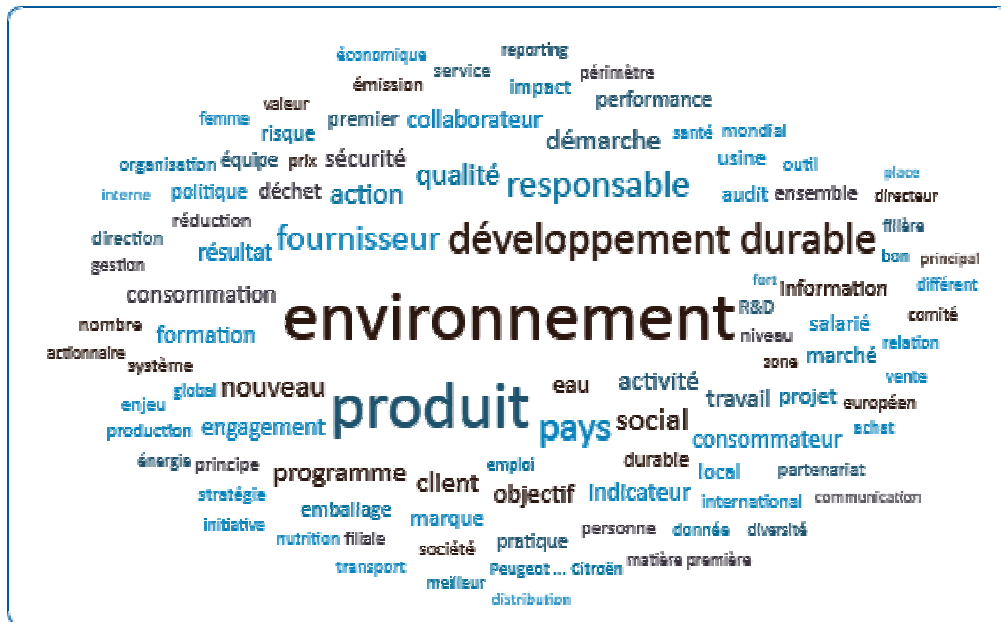 reporting
économique
service
périmètre
émission
impact
valeur
performance
femme
premier
collaborateur
risque
démarche
santé
mondial
organisation
équipe
prix
sécurité
usine
outil
qualité
place
interne
politique
déchet
action
responsable
audit
ensemble
directeur
réduction
filière
direction
résultat
fournisseur
développement durable
bon
principal
gestion
fort
information
différent
consommation
environnement
R&D
nombre
formation
niveau
salarié
comité
actionnaire
système
zone
marché
relation
global
nouveau
eau
activité
vente
enjeu
produit
travail
projet
européen
production
engagement
pays
social
consommateur
achat
énergie
principe
programme
client
emploi
durable
local
partenariat
stratégie
emballage
objectif
indicateur
international
communication
initiative
marque
nutrition
filiale
société
pratique
personne
donnée
diversité
transport
meilleur
Peugeot ... Citroën
matière première
distribution